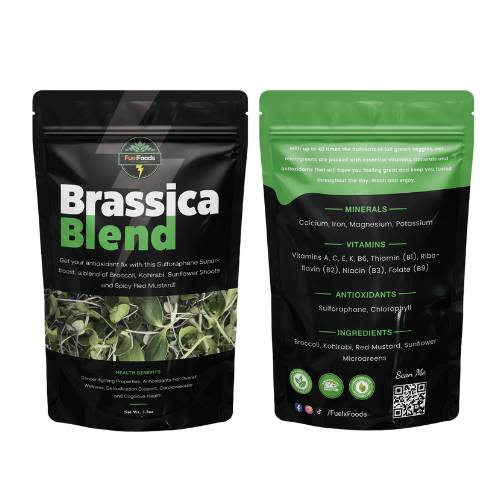 FuelFoods
Brassica
Blend
Get your antioxidant fix with this Sulforaphane Super-
boost, a blend of Broccoli, Kohlrabi, Sunflower Shoots
and Spicy Red Mustard!
HEALTH BENEFITS
Cancer-fighting Properties, Antioxidants For Overall
Wellness, Detoxification Support, Cardiovascular
and Cognitive Health
Net Wt. 2.5oz
With up to 40 times the nutrients of full grown veggies, our
microgreens are packed with essential vitamins, minerals and
antioxidants that will have you feeling great and keep you fueled
throughout the day. Wash and enjoy.
MINERALS
Calcium, Iron, Magnesium, Potassium
VITAMINS
Vitamins A, C, E, K, B6, Thiamin (B1), Ribo-
flavin (B2), Niacin (B3), Folate (B9)
ANTIOXIDANTS
Sulforaphane, Chlorophyll
INGREDIENTS
Broccoli, Kohlrabi, Red Mustard, Sunflower
Microgreens
Scan Me
/FuelxFoods